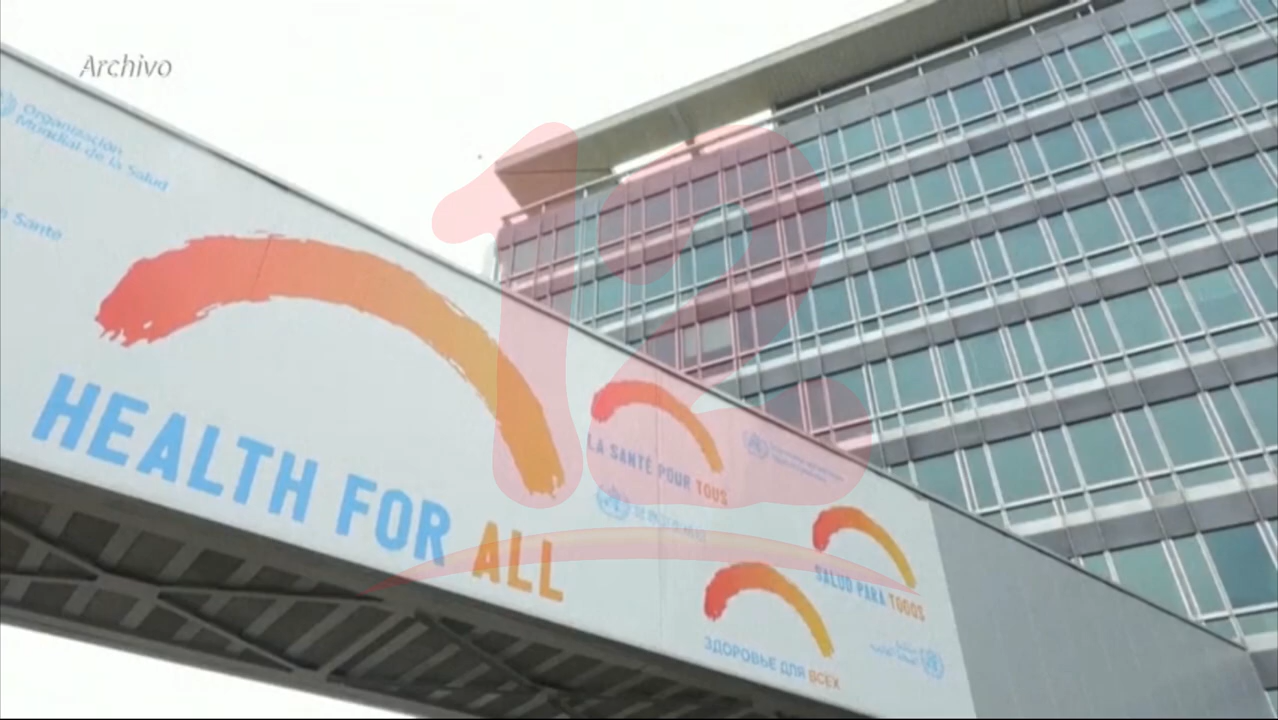 Archivo
Organización
Mundial de la Salud
Santé
HEALTH FOR ALL
LA SANTÉ POUR TOUS
12
SALUD PARA TODOS
ЗДОРОВЬЕ ДЛЯ ВСЕХ